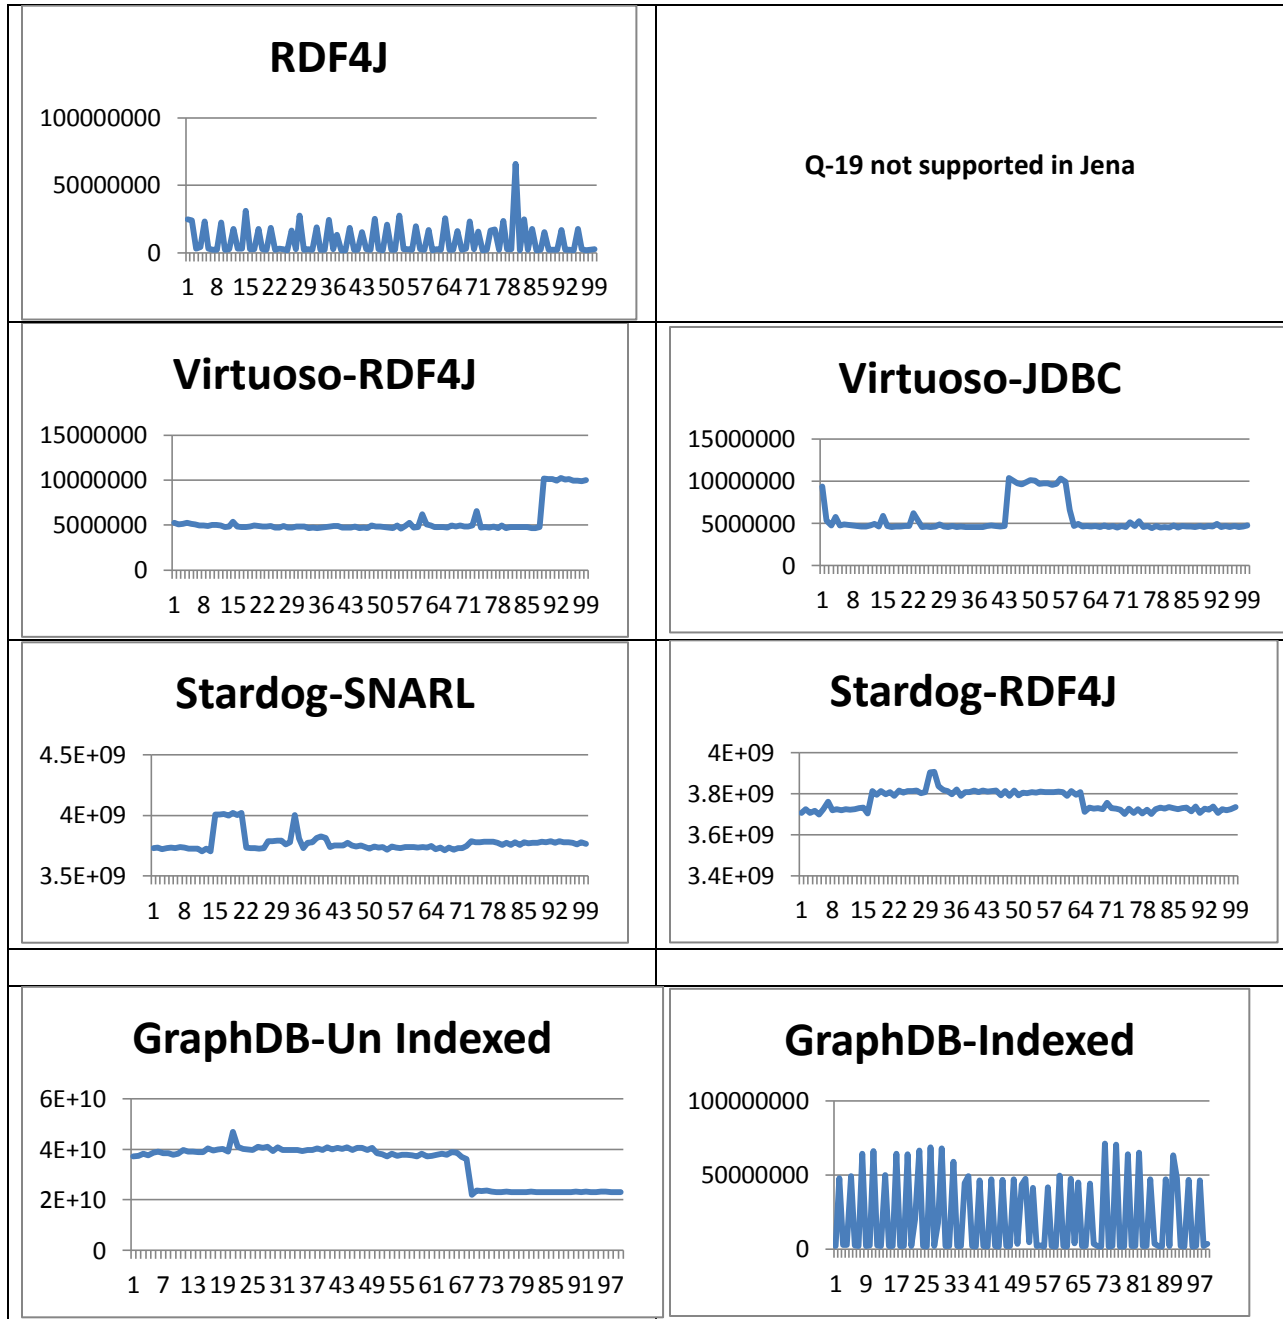 RDF4J
100000000
50000000
0
1 8 15 22 29 36 43 50 57 64 71 78 85 92 99
Q-19 not supported in Jena
Virtuoso-RDF4J
15000000
10000000
5000000
0
1 8 15 22 29 36 43 50 57 64 71 78 85 92 99
Virtuoso-JDBC
15000000
10000000
5000000
0
1 8 15 22 29 36 43 50 57 64 71 78 85 92 99
Stardog-SNARL
4.5E+09
4E+09
3.5E+09
1 8 15 22 29 36 43 50 57 64 71 78 85 92 99
Stardog-RDF4J
4E+09
3.8E+09
3.6E+09
3.4E+09
1 8 15 22 29 36 43 50 57 64 71 78 85 92 99
GraphDB-Un Indexed
6E+10
4E+10
2E+10
0
1 7 13 19 25 31 37 43 49 55 61 67 73 79 85 91 97
GraphDB-Indexed
100000000
50000000
0
1 9 17 25 33 41 49 57 65 73 81 89 97